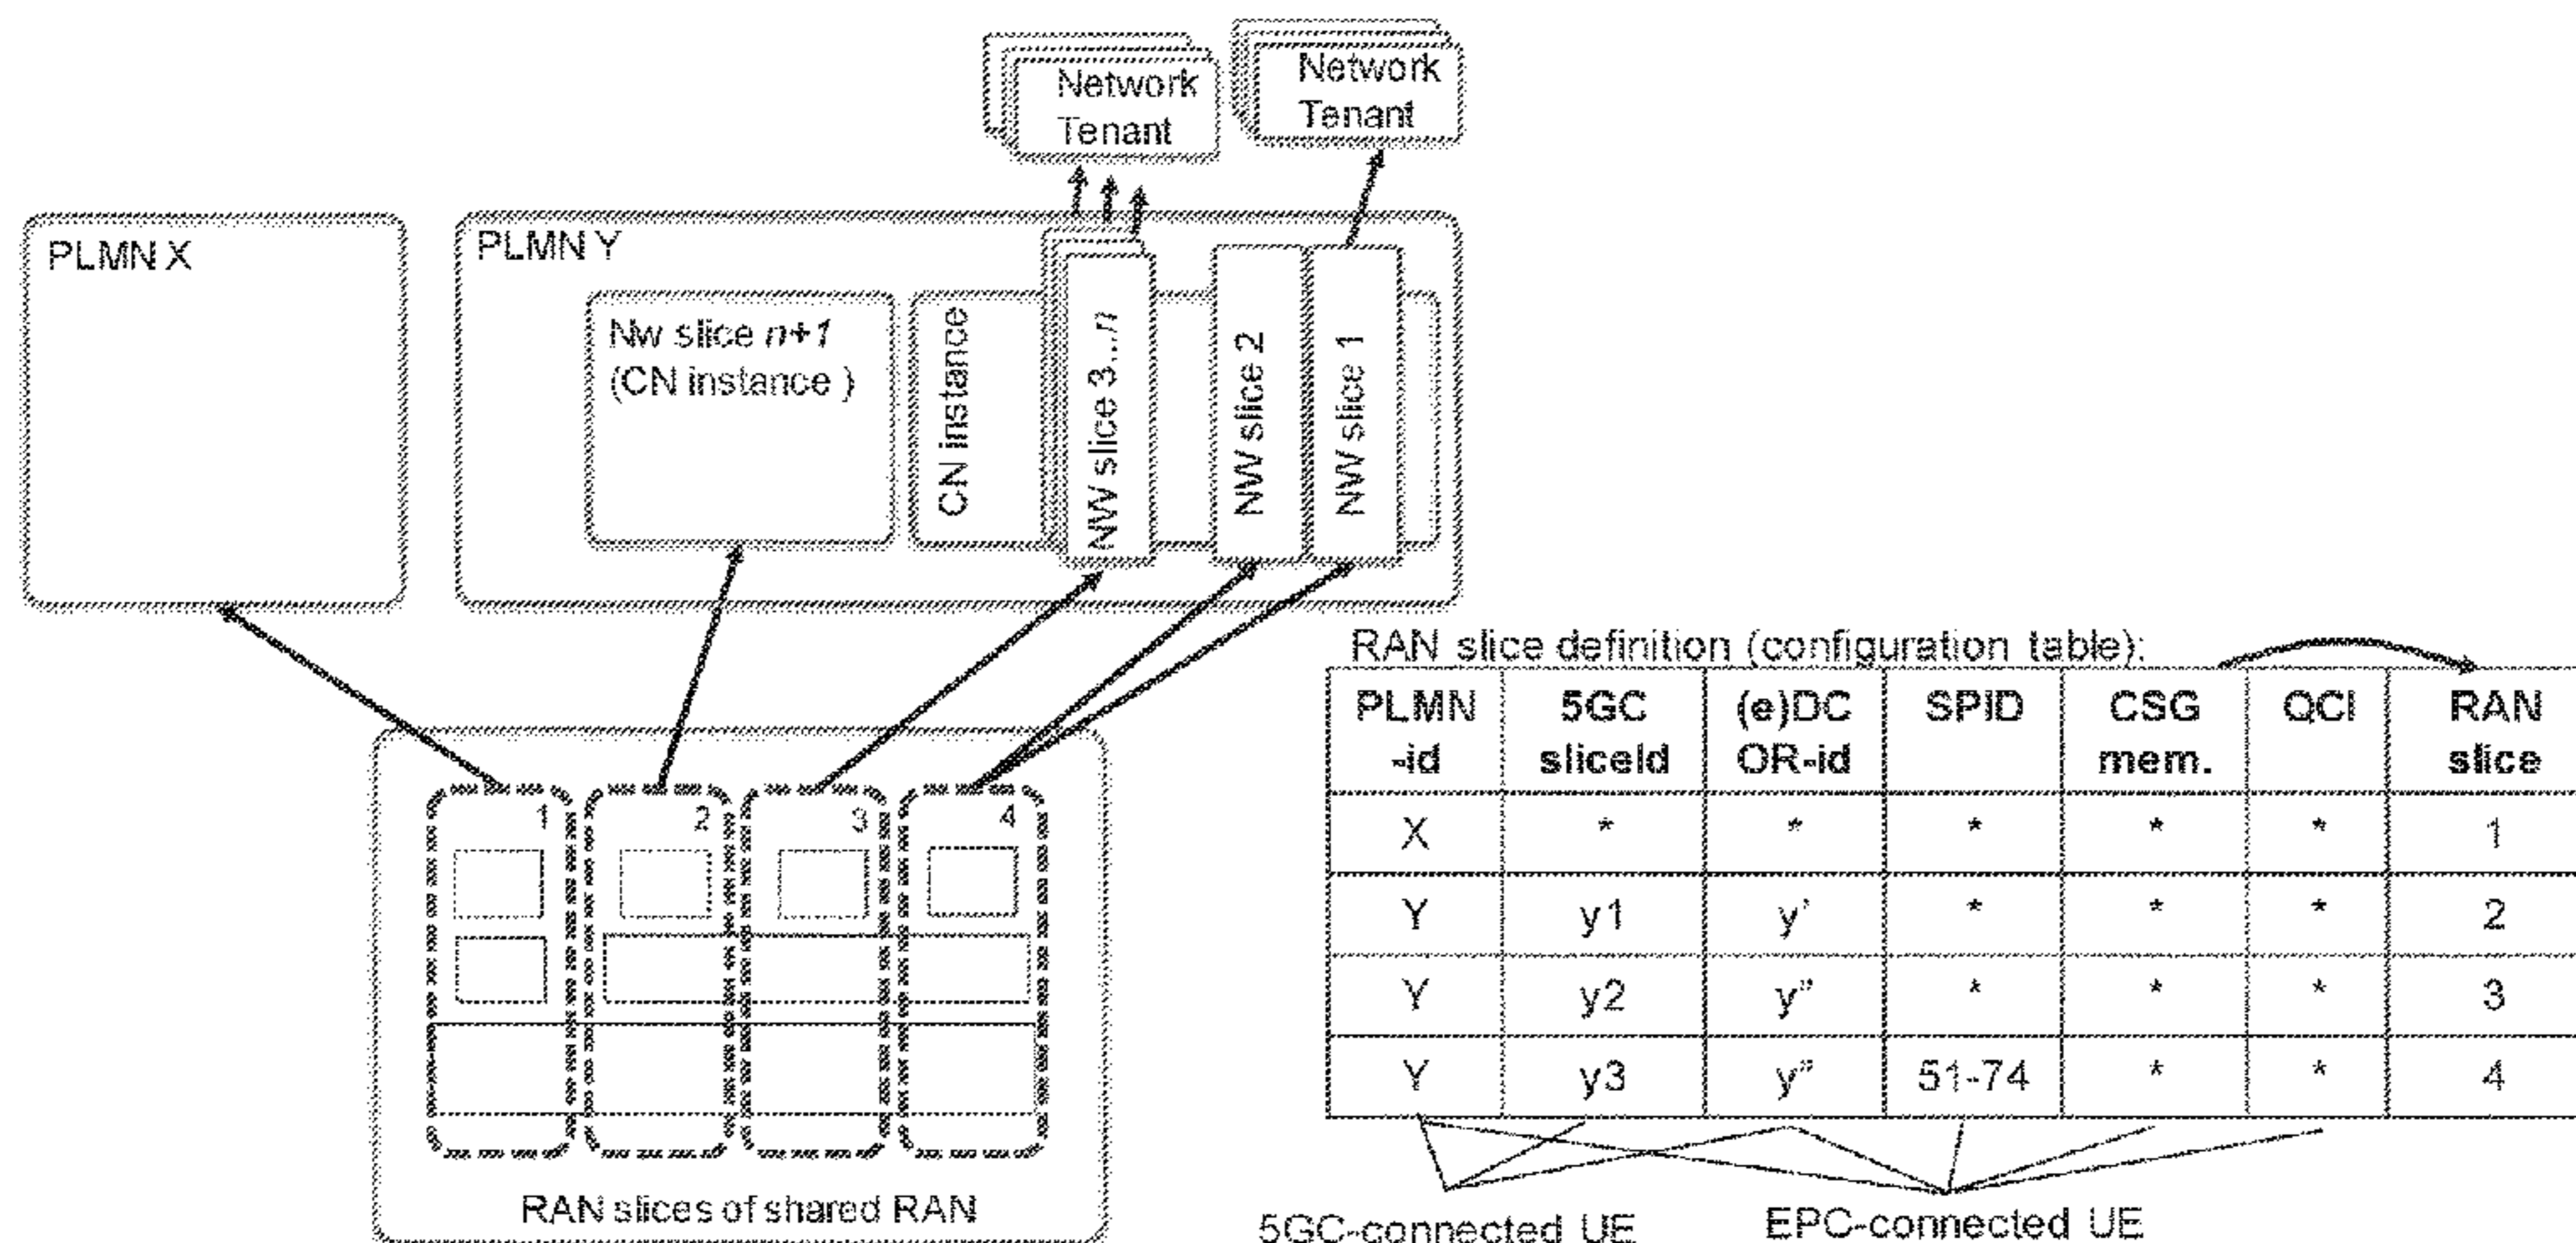 Network
Tenant
Network
Tenant
PLMN X
PLMN Y
Nw slice n+1
(CN instance )
CN instance
NW slice 3...n
NW slice 2
NW slice 1
RAN slice definition (configuration table):
PLMN
-id
5GC
sliceId
(e)DC
OR-id
SPID
CSG
mem.
QCI
RAN
slice
X * * * * * 1
Y y1 y' * * * 2
Y y2 y" * * * 3
Y y3 y" 51-74 * * 4
1 2 3 4
RAN slices of shared RAN
5GC-connected UE
EPC-connected UE